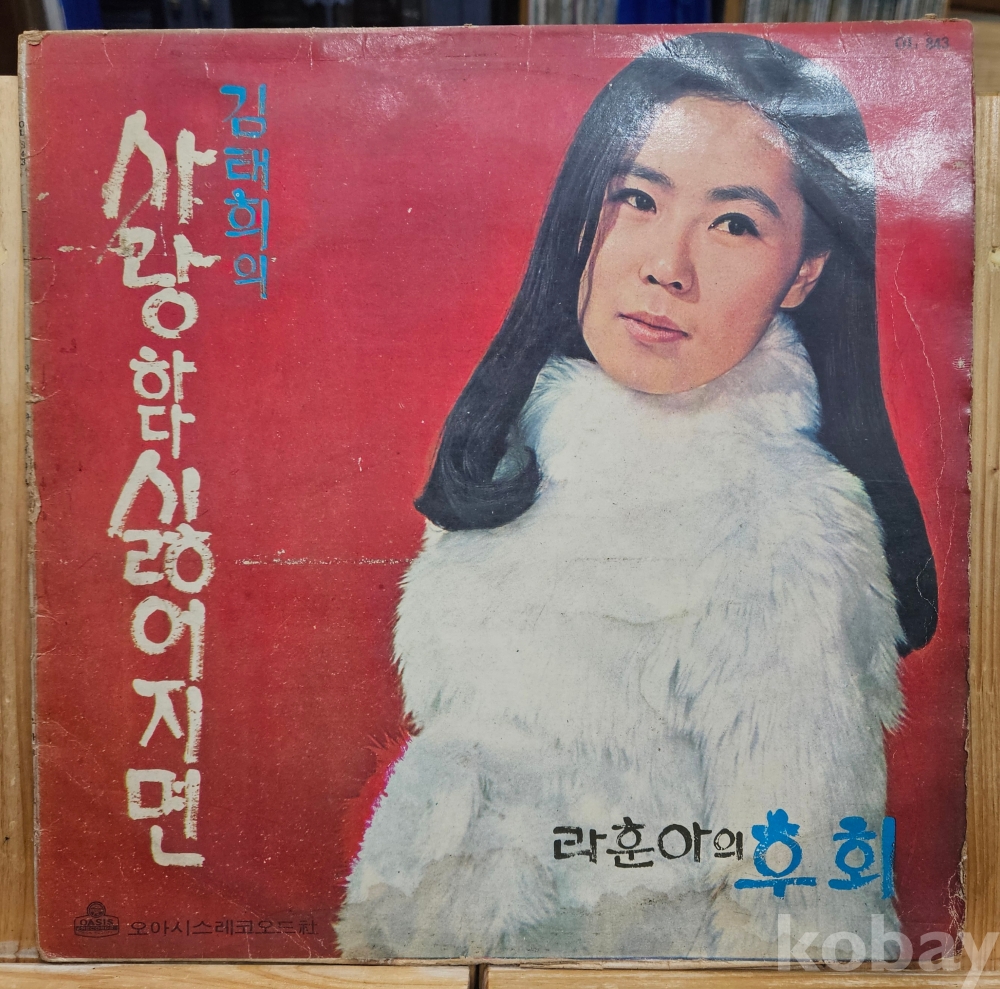 843
김태희의
사랑하다 싫어지면
라훈아의 후회
OASIS
오아시스레코오드社
kobay